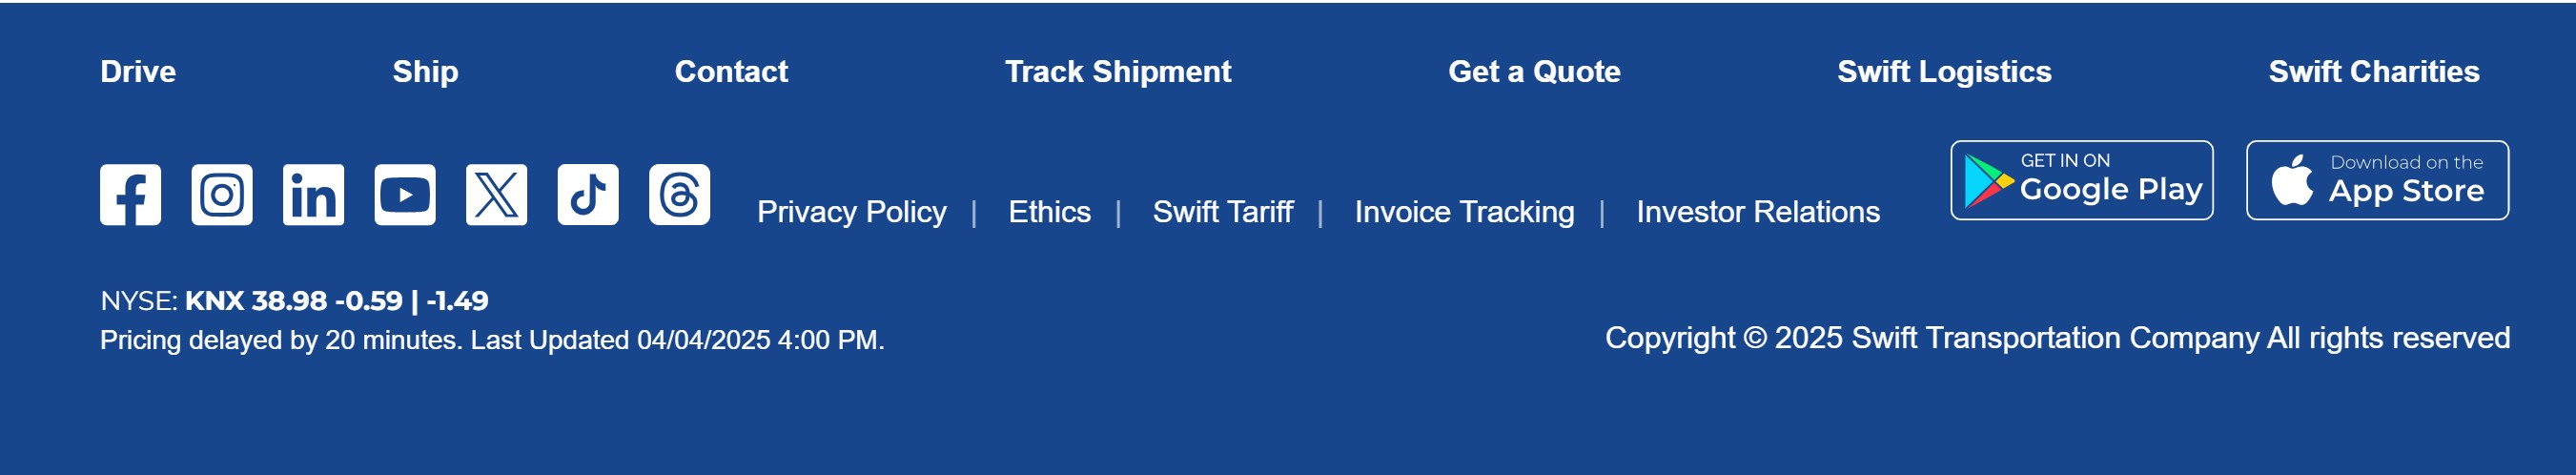 Drive Ship Contact Track Shipment Get a Quote Swift Logistics Swift Charities
Privacy Policy | Ethics | Swift Tariff | Invoice Tracking | Investor Relations
GET IN ON
Google Play
Download on the
App Store
NYSE: KNX 38.98 -0.59 | -1.49
Pricing delayed by 20 minutes. Last Updated 04/04/2025 4:00 PM.
Copyright © 2025 Swift Transportation Company All rights reserved